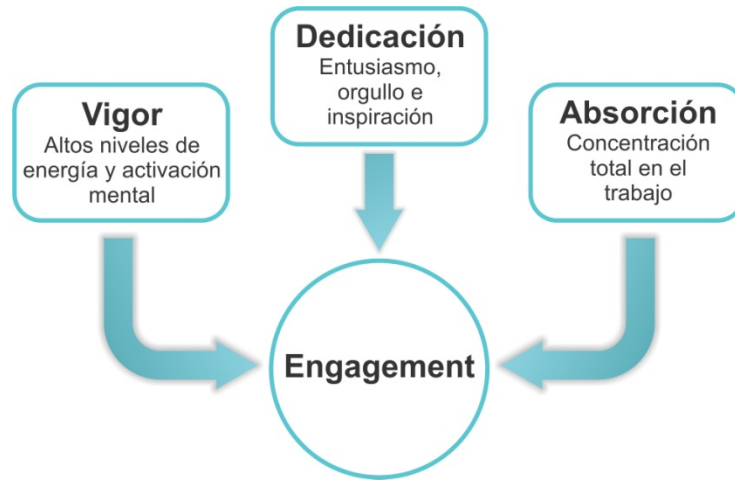 Vigor
Altos niveles de
energía y activación
mental
Dedicación
Entusiasmo,
orgullo e
inspiración
Absorción
Concentración
total en el
trabajo
Engagement